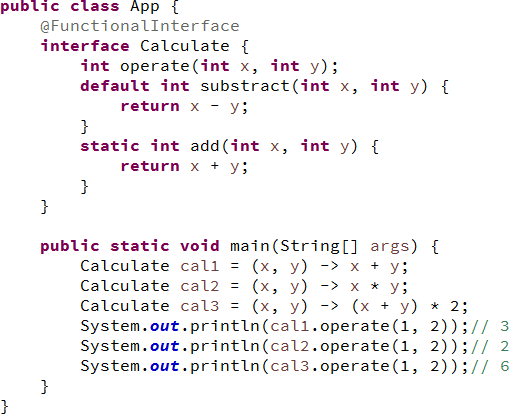 public class App {
    @FunctionalInterface
    interface Calculate {
        int operate(int x, int y);
        default int substract(int x, int y) {
            return x - y;
        }
        static int add(int x, int y) {
            return x + y;
        }
    }

    public static void main(String[] args) {
        Calculate cal1 = (x, y) -> x + y;
        Calculate cal2 = (x, y) -> x * y;
        Calculate cal3 = (x, y) -> (x + y) * 2;
        System.out.println(cal1.operate(1, 2));// 3
        System.out.println(cal2.operate(1, 2));// 2
        System.out.println(cal3.operate(1, 2));// 6
    }
}